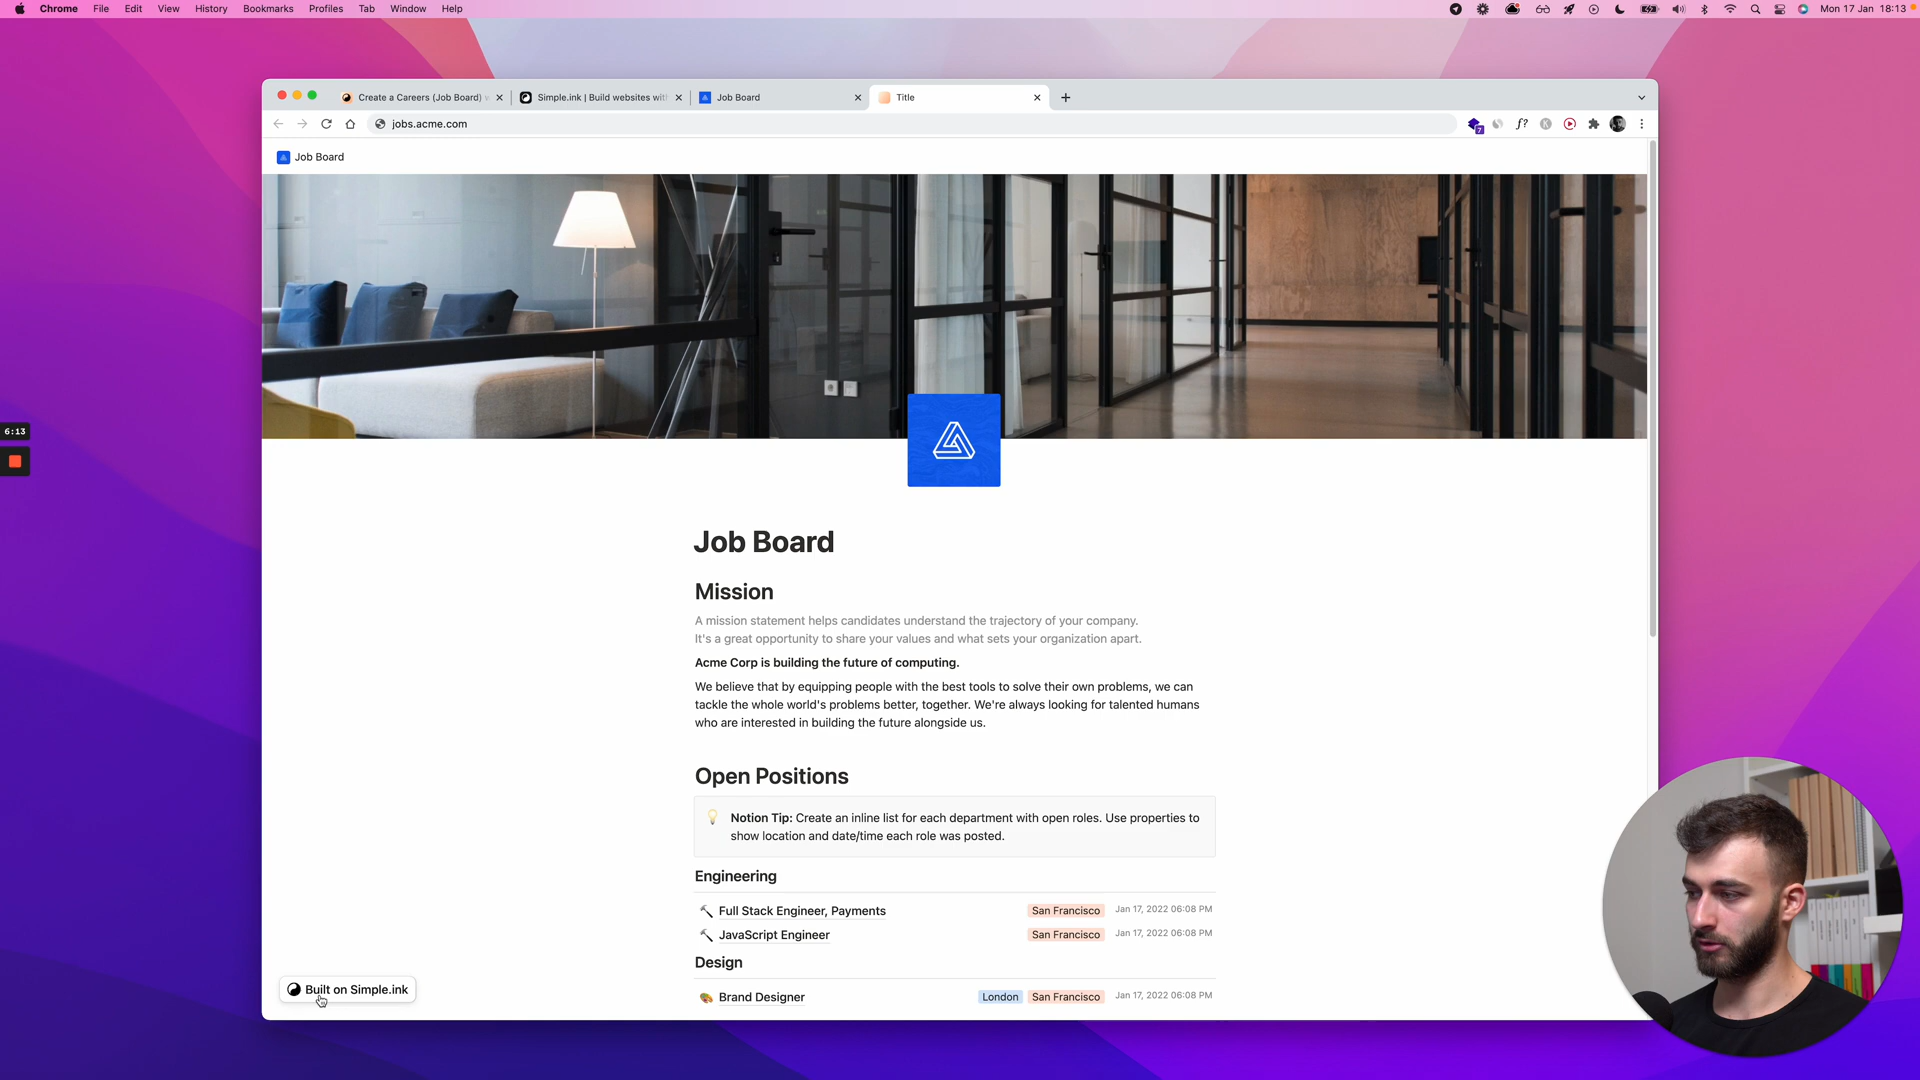 Chrome File Edit View History Bookmarks Profiles Tab Window Help
Mon 17 Jan 18:13
Create a Careers (Job Board) w
Simple.ink | Build websites with
Job Board
Title
jobs.acme.com
7
f?
K
Job Board
6:13
Job Board
Mission
A mission statement helps candidates understand the trajectory of your company.
It's a great opportunity to share your values and what sets your organization apart.
Acme Corp is building the future of computing.
We believe that by equipping people with the best tools to solve their own problems, we can
tackle the whole world's problems better, together. We're always looking for talented humans
who are interested in building the future alongside us.
Open Positions
Notion Tip: Create an inline list for each department with open roles. Use properties to
show location and date/time each role was posted.
Engineering
Full Stack Engineer, Payments San Francisco Jan 17, 2022 06:08 PM
JavaScript Engineer San Francisco Jan 17, 2022 06:08 PM
Design
Brand Designer London San Francisco Jan 17, 2022 06:08 PM
Built on Simple.ink